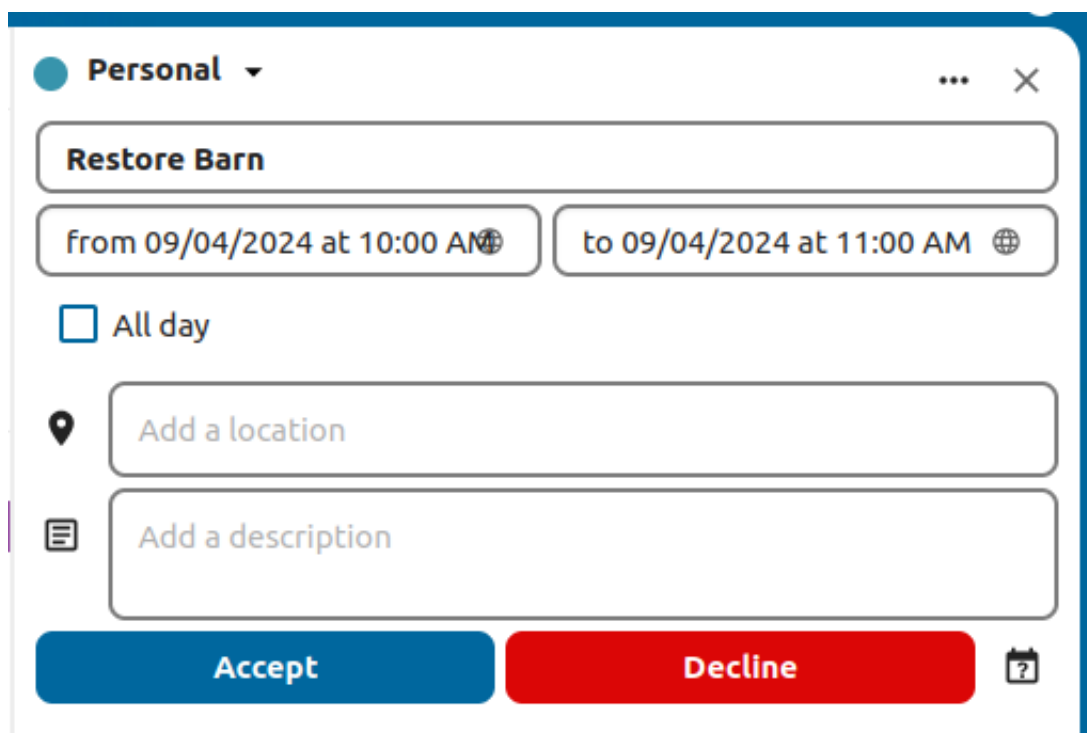 Personal
Restore Barn
from 09/04/2024 at 10:00 AM
to 09/04/2024 at 11:00 AM
All day
Add a location
Add a description
Accept Decline ?